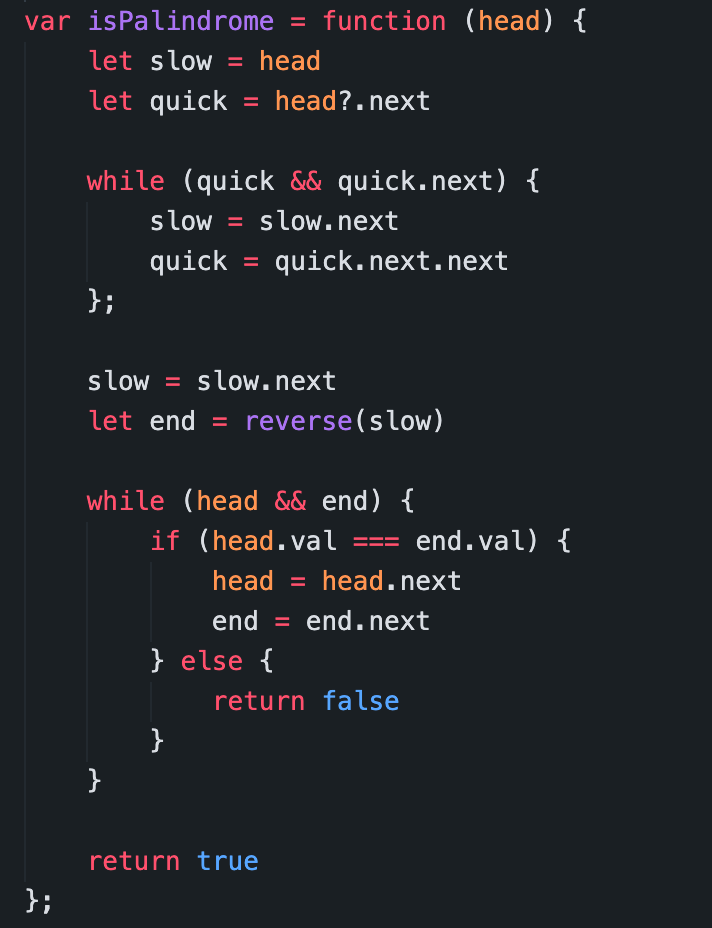 var isPalindrome = function (head) {
    let slow = head
    let quick = head?.next

    while (quick && quick.next) {
        slow = slow.next
        quick = quick.next.next
    };

    slow = slow.next
    let end = reverse(slow)

    while (head && end) {
        if (head.val === end.val) {
            head = head.next
            end = end.next
        } else {
            return false
        }
    }

    return true
};